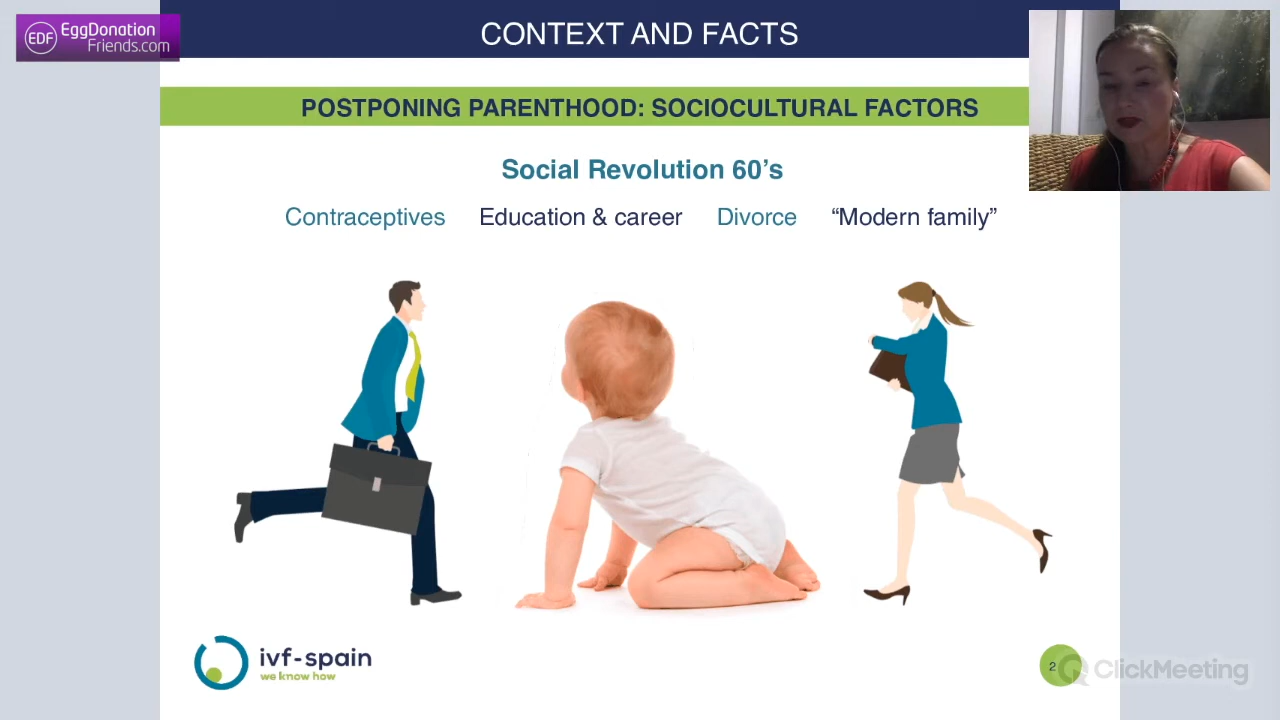 EDF EggDonation
Friends.com
CONTEXT AND FACTS
POSTPONING PARENTHOOD: SOCIOCULTURAL FACTORS
Social Revolution 60’s
Contraceptives Education & career Divorce “Modern family”
ivf-spain
we know how
2
ClickMeeting